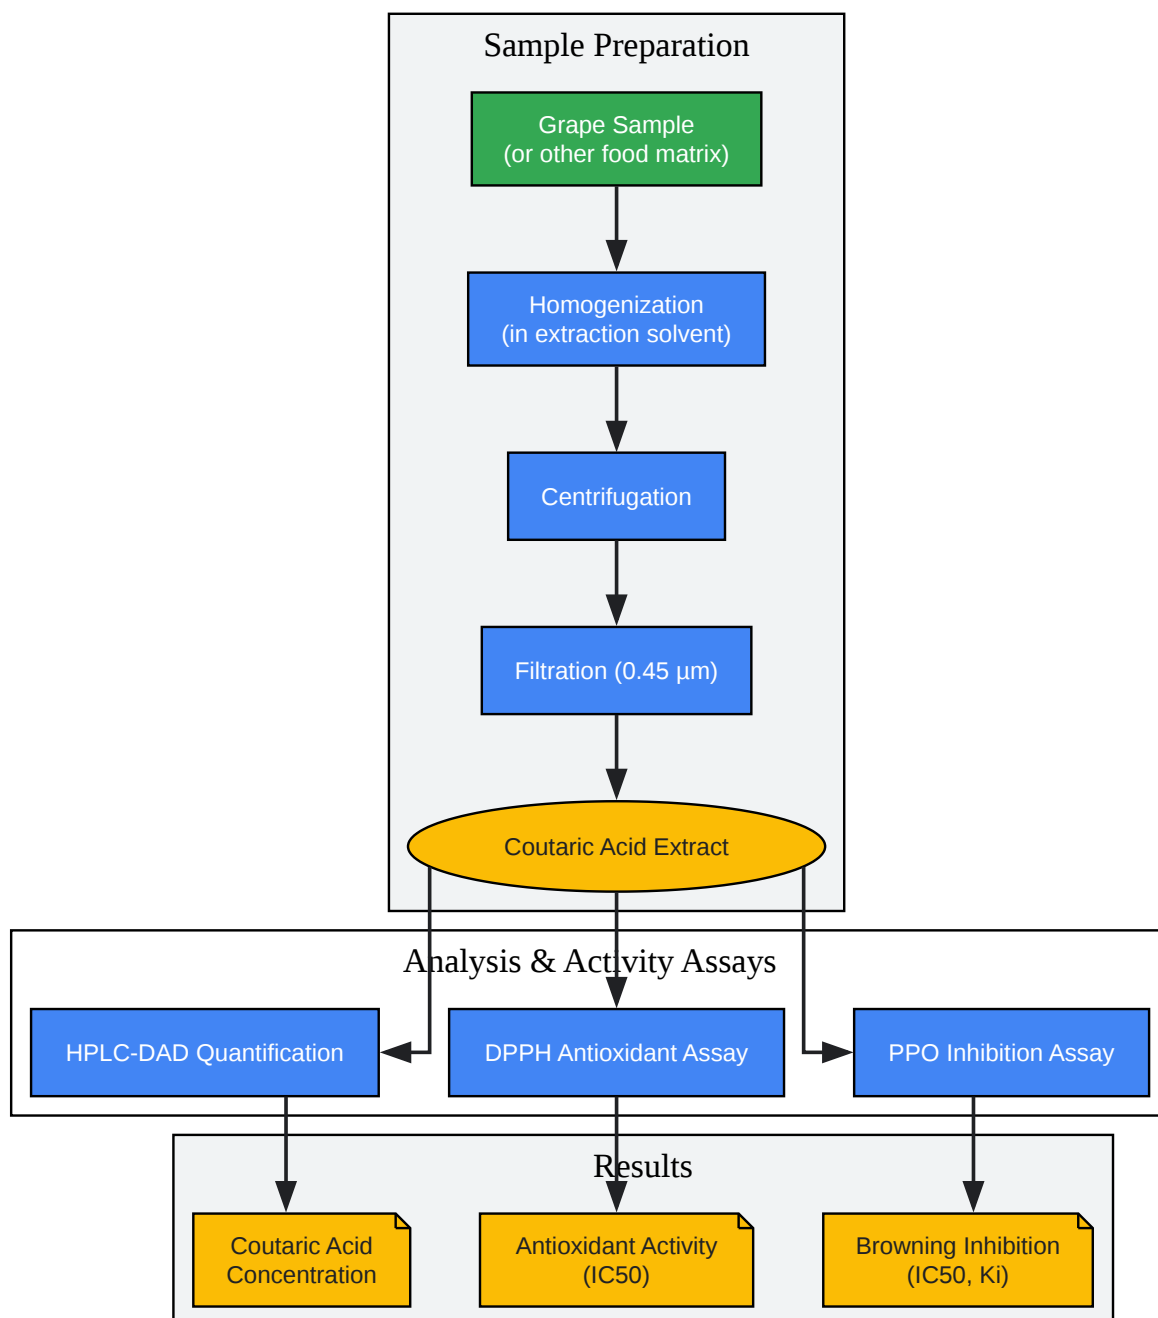 Sample Preparation
Grape Sample
(or other food matrix)
Homogenization
(in extraction solvent)
Centrifugation
Filtration (0.45 µm)
Coutaric Acid Extract
Analysis & Activity Assays
HPLC-DAD Quantification
DPPH Antioxidant Assay
PPO Inhibition Assay
Results
Coutaric Acid
Concentration
Antioxidant Activity
(IC50)
Browning Inhibition
(IC50, Ki)